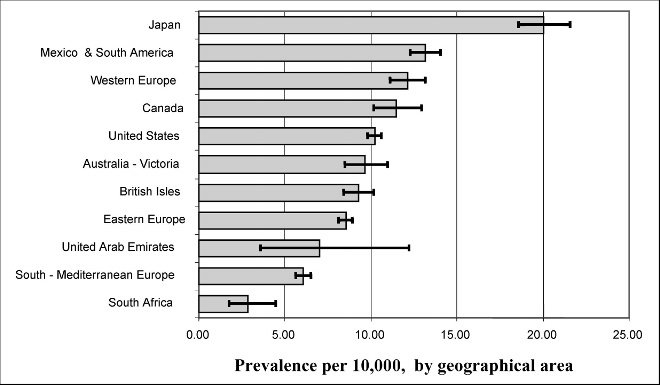 Japan
Mexico & South America
Western Europe
Canada
United States
Australia - Victoria
British Isles
Eastern Europe
United Arab Emirates
South - Mediterranean Europe
South Africa
0.00 5.00 10.00 15.00 20.00 25.00
Prevalence per 10,000, by geographical area